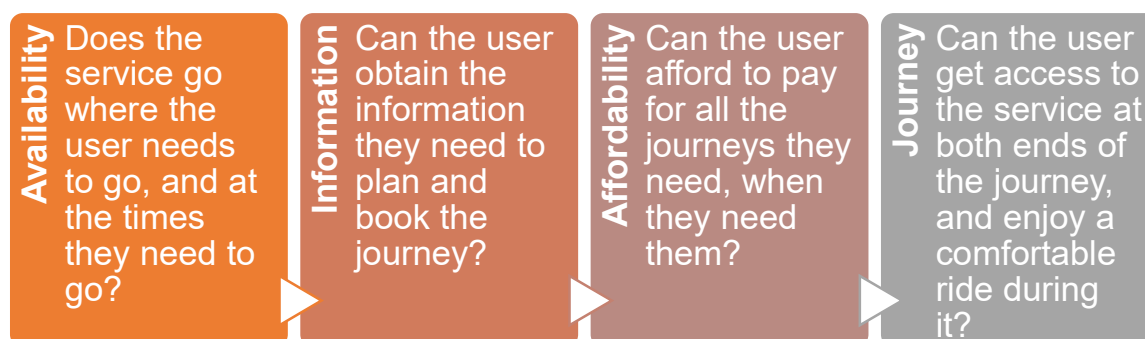 Availability
Does the
service go
where the
user needs
to go, and at
the times
they need to
go?
Information
Can the user
obtain the
information
they need to
plan and
book the
journey?
Affordability
Can the user
afford to pay
for all the
journeys they
need, when
they need
them?
Journey
Can the user
get access to
the service at
both ends of
the journey,
and enjoy a
comfortable
ride during
it?